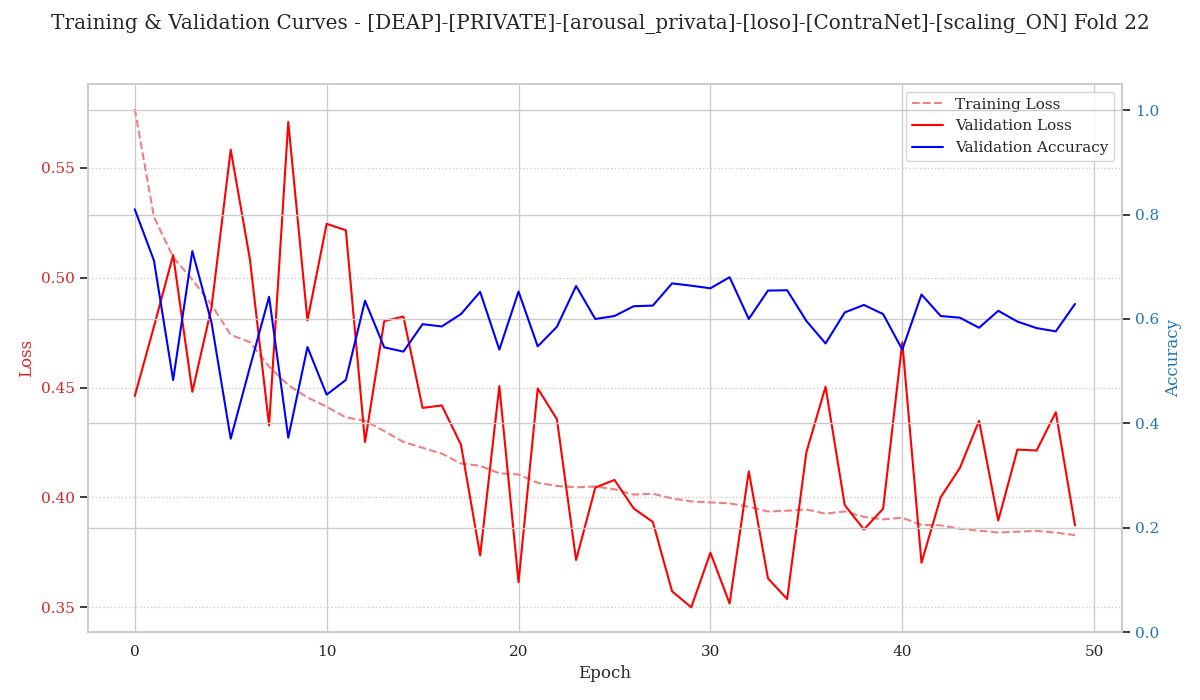 Training & Validation Curves - [DEAP]-[PRIVATE]-[arousal_privata]-[loso]-[ContraNet]-[scaling_ON] Fold 22
Training Loss
Validation Loss
Validation Accuracy
Loss
0.55
0.50
0.45
0.40
0.35
1.0
0.8
0.6
0.4
0.2
0.0
Accuracy
0
10
20
30
40
50
Epoch